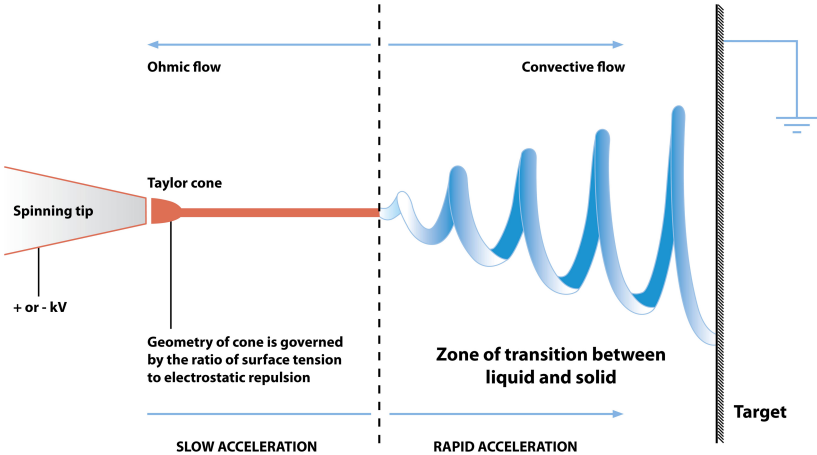 Ohmic flow
Convective flow
Taylor cone
Spinning tip
+ or - kV
Geometry of cone is governed
by the ratio of surface tension
to electrostatic repulsion
Zone of transition between
liquid and solid
Target
SLOW ACCELERATION
RAPID ACCELERATION